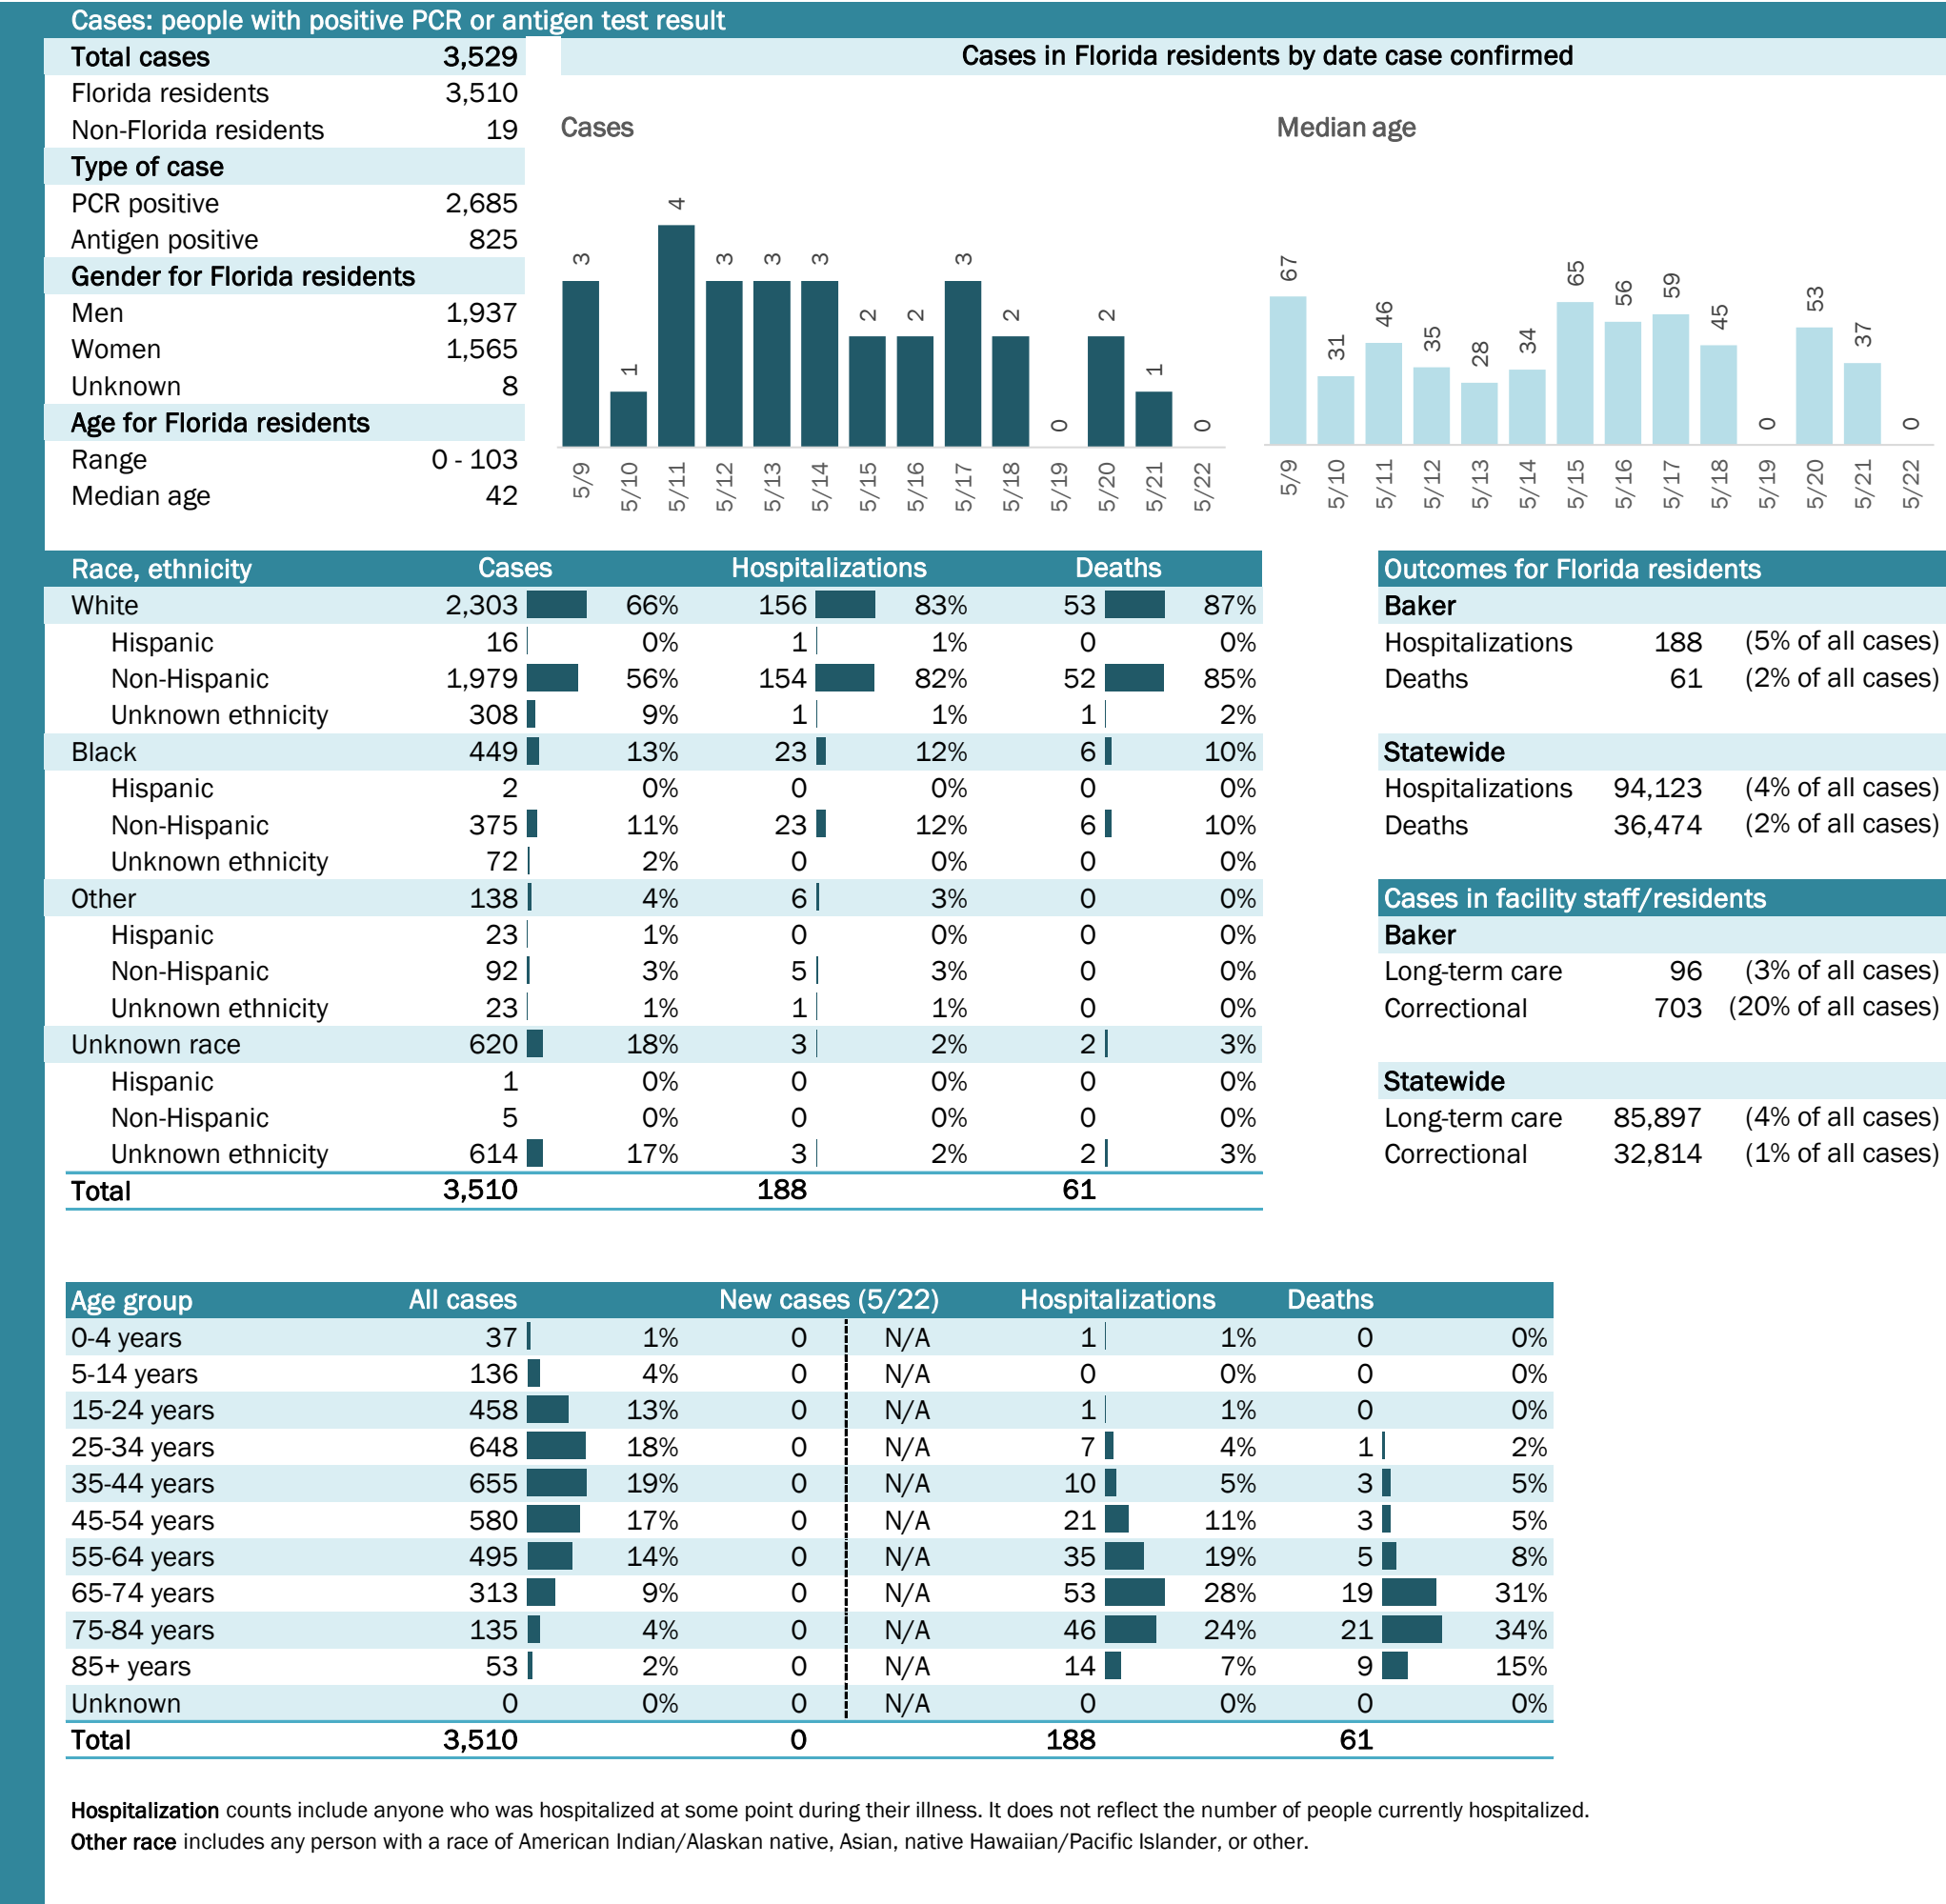 Cases: people with positive PCR or antigen test result
Total cases 3,529
Florida residents 3,510
Non-Florida residents 19
Type of case
PCR positive 2,685
Antigen positive 825
Gender for Florida residents
Men 1,937
Women 1,565
Unknown 8
Age for Florida residents
Range 0 - 103
Median age 42
Cases in Florida residents by date case confirmed
Cases
3 1 4 3 3 3 2 2 3 2 0 2 1 0
5/9 5/10 5/11 5/12 5/13 5/14 5/15 5/16 5/17 5/18 5/19 5/20 5/21 5/22
Median age
67 31 46 35 28 34 65 56 59 45 0 53 37 0
5/9 5/10 5/11 5/12 5/13 5/14 5/15 5/16 5/17 5/18 5/19 5/20 5/21 5/22
Race, ethnicity Cases Hospitalizations Deaths
White 2,303 66% 156 83% 53 87%
Hispanic 16 0% 1 1% 0 0%
Non-Hispanic 1,979 56% 154 82% 52 85%
Unknown ethnicity 308 9% 1 1% 1 2%
Black 449 13% 23 12% 6 10%
Hispanic 2 0% 0 0% 0 0%
Non-Hispanic 375 11% 23 12% 6 10%
Unknown ethnicity 72 2% 0 0% 0 0%
Other 138 4% 6 3% 0 0%
Hispanic 23 1% 0 0% 0 0%
Non-Hispanic 92 3% 5 3% 0 0%
Unknown ethnicity 23 1% 1 1% 0 0%
Unknown race 620 18% 3 2% 2 3%
Hispanic 1 0% 0 0% 0 0%
Non-Hispanic 5 0% 0 0% 0 0%
Unknown ethnicity 614 17% 3 2% 2 3%
Total 3,510 188 61
Outcomes for Florida residents
Baker
Hospitalizations 188 (5% of all cases)
Deaths 61 (2% of all cases)
Statewide
Hospitalizations 94,123 (4% of all cases)
Deaths 36,474 (2% of all cases)
Cases in facility staff/residents
Baker
Long-term care 96 (3% of all cases)
Correctional 703 (20% of all cases)
Statewide
Long-term care 85,897 (4% of all cases)
Correctional 32,814 (1% of all cases)
Age group All cases New cases (5/22) Hospitalizations Deaths
0-4 years 37 1% 0 N/A 1 1% 0 0%
5-14 years 136 4% 0 N/A 0 0% 0 0%
15-24 years 458 13% 0 N/A 1 1% 0 0%
25-34 years 648 18% 0 N/A 7 4% 1 2%
35-44 years 655 19% 0 N/A 10 5% 3 5%
45-54 years 580 17% 0 N/A 21 11% 3 5%
55-64 years 495 14% 0 N/A 35 19% 5 8%
65-74 years 313 9% 0 N/A 53 28% 19 31%
75-84 years 135 4% 0 N/A 46 24% 21 34%
85+ years 53 2% 0 N/A 14 7% 9 15%
Unknown 0 0% 0 N/A 0 0% 0 0%
Total 3,510 0 188 61
Hospitalization counts include anyone who was hospitalized at some point during their illness. It does not reflect the number of people currently hospitalized.
Other race includes any person with a race of American Indian/Alaskan native, Asian, native Hawaiian/Pacific Islander, or other.